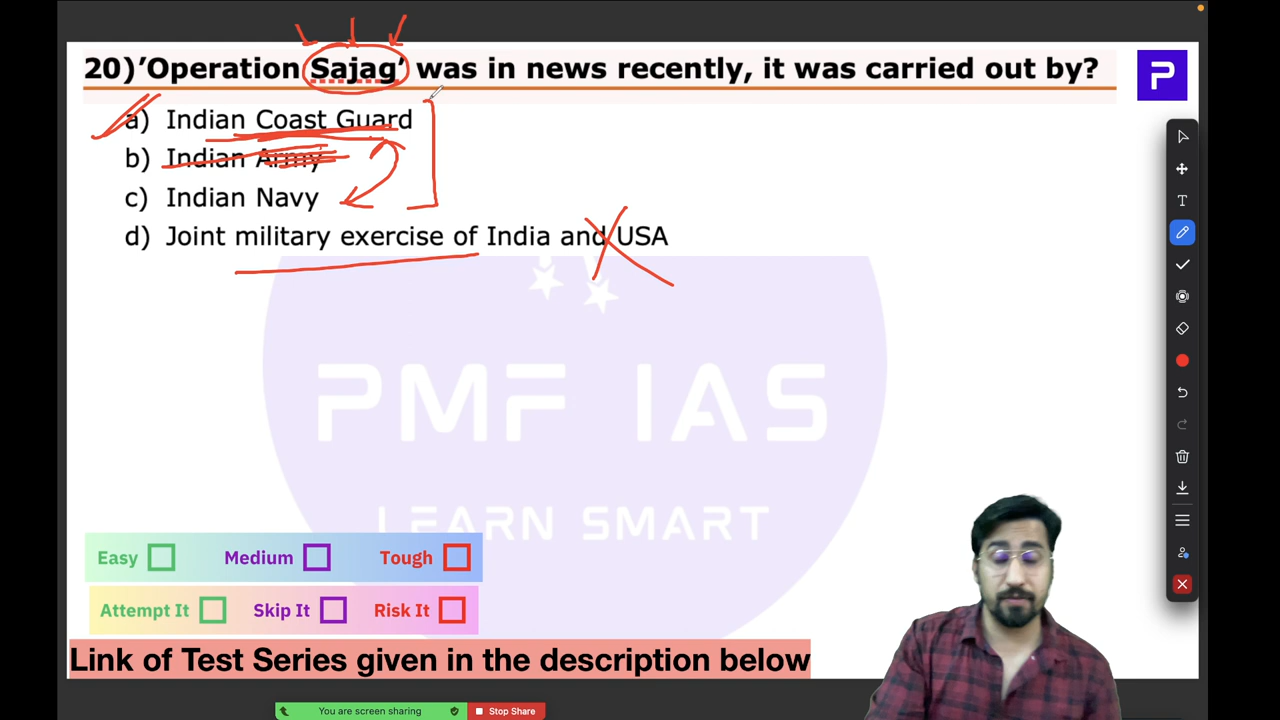 20)’Operation Sajag’ was in news recently, it was carried out by?
P
a) Indian Coast Guard
b) Indian Army
c) Indian Navy
d) Joint military exercise of India and USA
PMF IAS
LEARN SMART
Easy Medium Tough
Attempt It Skip It Risk It
Link of Test Series given in the description below
T
You are screen sharing Stop Share